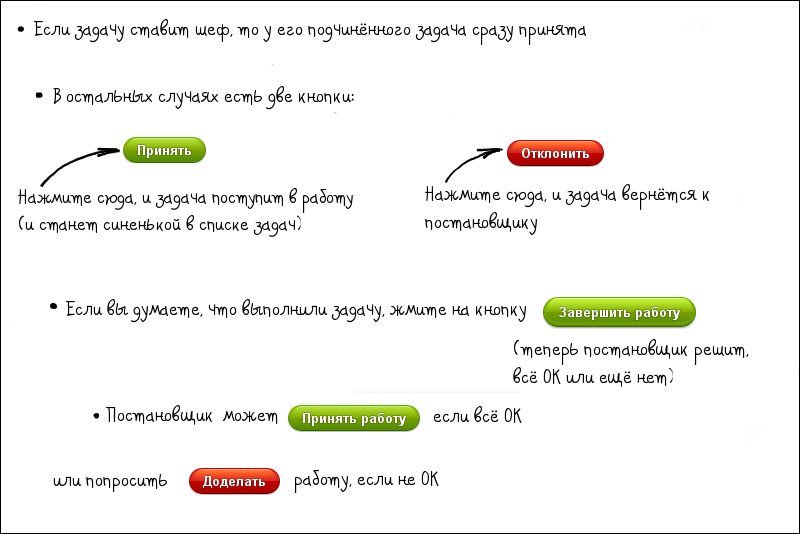 • Если задачу ставит шеф, то у его подчинённого задача сразу принята
• В остальных случаях есть две кнопки:
Принять
Нажмите сюда, и задача поступит в работу
(и станет синенькой в списке задач)
Отклонить
Нажмите сюда, и задача вернётся к
постановщику
• Если вы думаете, что выполнили задачу, жмите на кнопку Завершить работу
(теперь постановщик решит,
всё ОК или ещё нет)
• Постановщик может Принять работу если всё ОК
или попросить Доделать работу, если не ОК